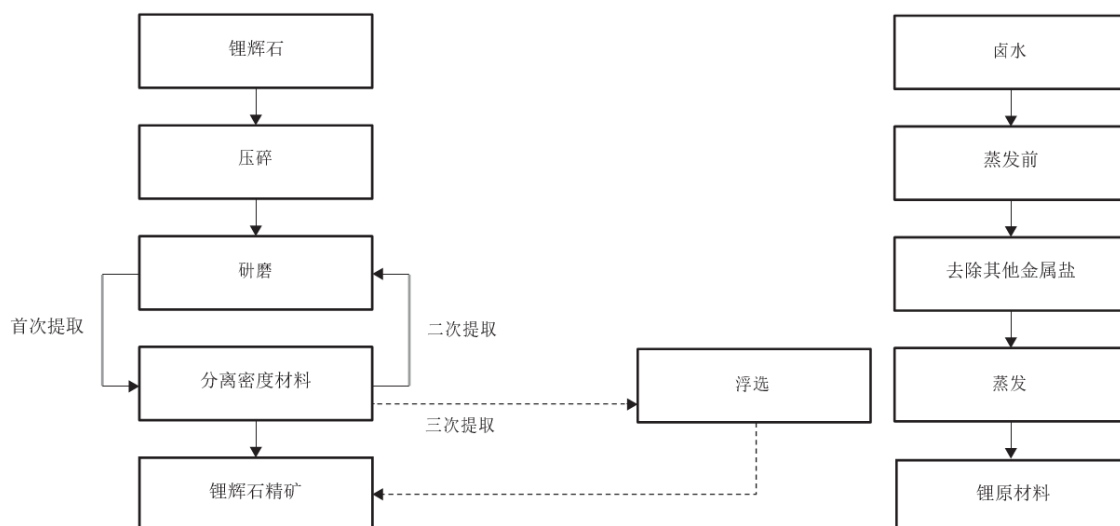 锂辉石
压碎
研磨
首次提取
二次提取
分离密度材料
三次提取
浮选
锂辉石精矿
卤水
蒸发前
去除其他金属盐
蒸发
锂原材料